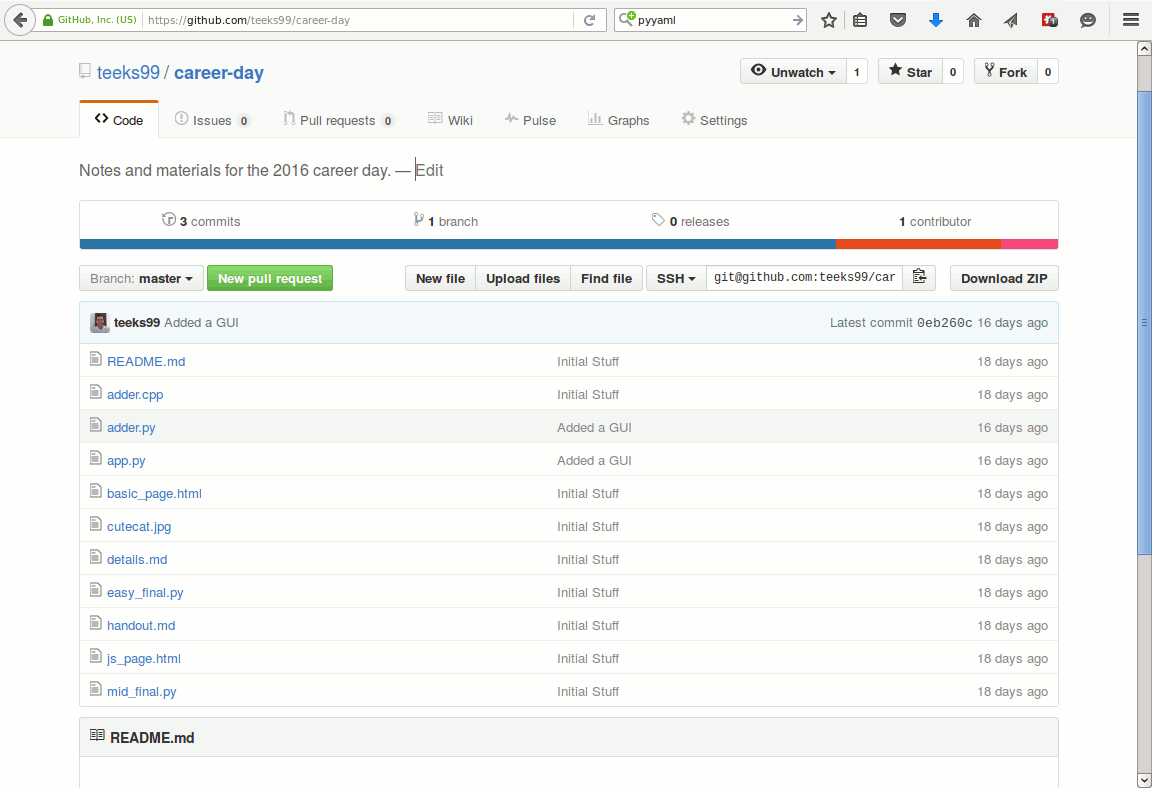 GitHub, Inc. (US) https://github.com/teeks99/career-day pyyaml
teeks99 / career-day Unwatch 1 Star 0 Fork 0
Code Issues 0 Pull requests 0 Wiki Pulse Graphs Settings
Notes and materials for the 2016 career day. — Edit
3 commits 1 branch 0 releases 1 contributor
Branch: master New pull request New file Upload files Find file SSH git@github.com:teeks99/car Download ZIP
teeks99 Added a GUI Latest commit 0eb260c 16 days ago
README.md Initial Stuff 18 days ago
adder.cpp Initial Stuff 18 days ago
adder.py Added a GUI 16 days ago
app.py Added a GUI 16 days ago
basic_page.html Initial Stuff 18 days ago
cutecat.jpg Initial Stuff 18 days ago
details.md Initial Stuff 18 days ago
easy_final.py Initial Stuff 18 days ago
handout.md Initial Stuff 18 days ago
js_page.html Initial Stuff 18 days ago
mid_final.py Initial Stuff 18 days ago
README.md